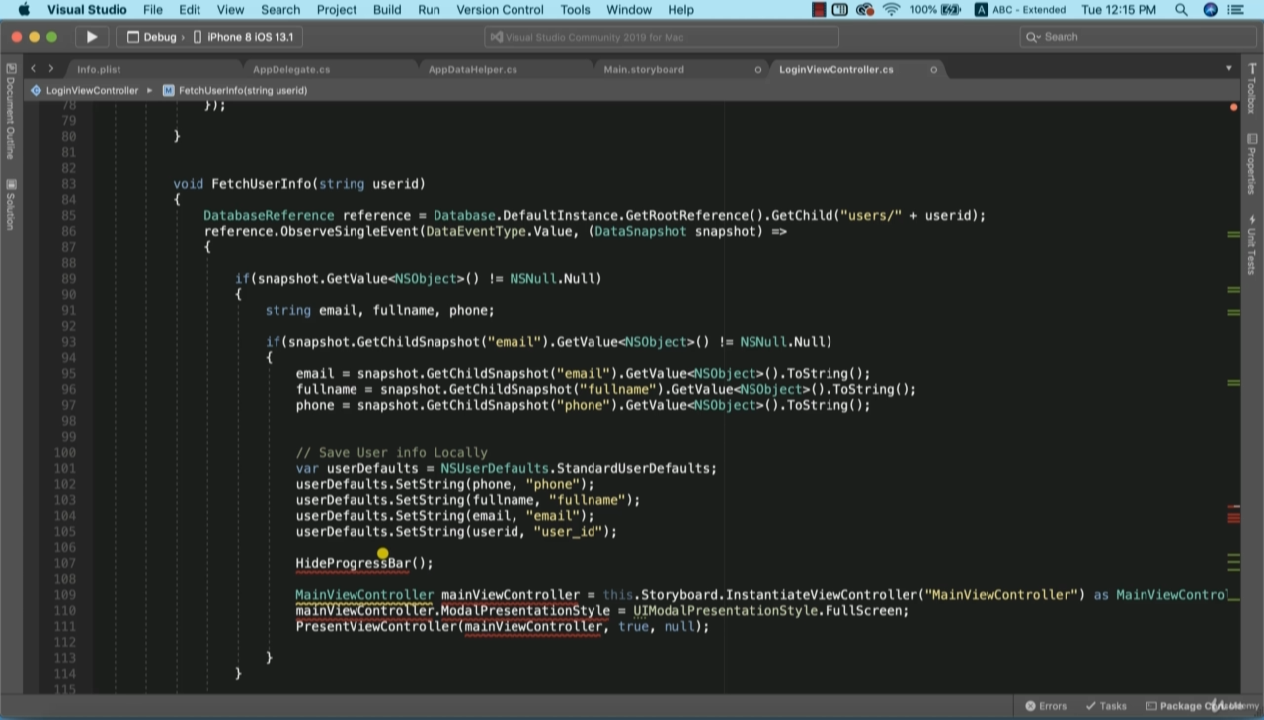 Visual Studio File Edit View Search Project Build Run Version Control Tools Window Help 100% A ABC - Extended Tue 12:15 PM
Debug › iPhone 8 iOS 13.1 Visual Studio Community 2019 for Mac Search
Info.plist AppDelegate.cs AppDataHelper.cs Main.storyboard LoginViewController.cs
LoginViewController M FetchUserInfo(string userid)
Document Outline
Solution
Toolbox
Properties
Unit Tests
78 });
79
80 }
81
82
83 void FetchUserInfo(string userid)
84 {
85 DatabaseReference reference = Database.DefaultInstance.GetRootReference().GetChild("users/" + userid);
86 reference.ObserveSingleEvent(DataEventType.Value, (DataSnapshot snapshot) =>
87 {
88
89 if(snapshot.GetValue<NSObject>() != NSNull.Null)
90 {
91 string email, fullname, phone;
92
93 if(snapshot.GetChildSnapshot("email").GetValue<NSObject>() != NSNull.Null)
94 {
95 email = snapshot.GetChildSnapshot("email").GetValue<NSObject>().ToString();
96 fullname = snapshot.GetChildSnapshot("fullname").GetValue<NSObject>().ToString();
97 phone = snapshot.GetChildSnapshot("phone").GetValue<NSObject>().ToString();
98
99
100 // Save User info Locally
101 var userDefaults = NSUserDefaults.StandardUserDefaults;
102 userDefaults.SetString(phone, "phone");
103 userDefaults.SetString(fullname, "fullname");
104 userDefaults.SetString(email, "email");
105 userDefaults.SetString(userid, "user_id");
106
107 HideProgressBar();
108
109 MainViewController mainViewController = this.Storyboard.InstantiateViewController("MainViewController") as MainViewContro
110 mainViewController.ModalPresentationStyle = UIModalPresentationStyle.FullScreen;
111 PresentViewController(mainViewController, true, null);
112
113 }
114 }
115
Errors Tasks Package